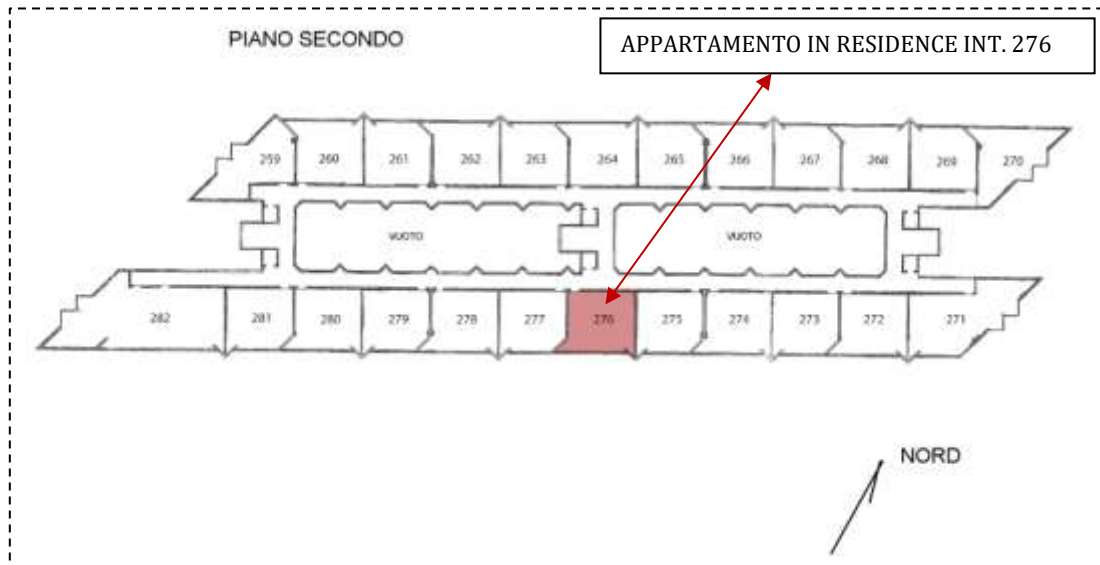 PIANO SECONDO
APPARTAMENTO IN RESIDENCE INT. 276
259 260 261 262 263 264 265 266 267 268 269 270
VUOTO VUOTO
282 281 280 279 278 277 276 275 274 273 272 271
NORD